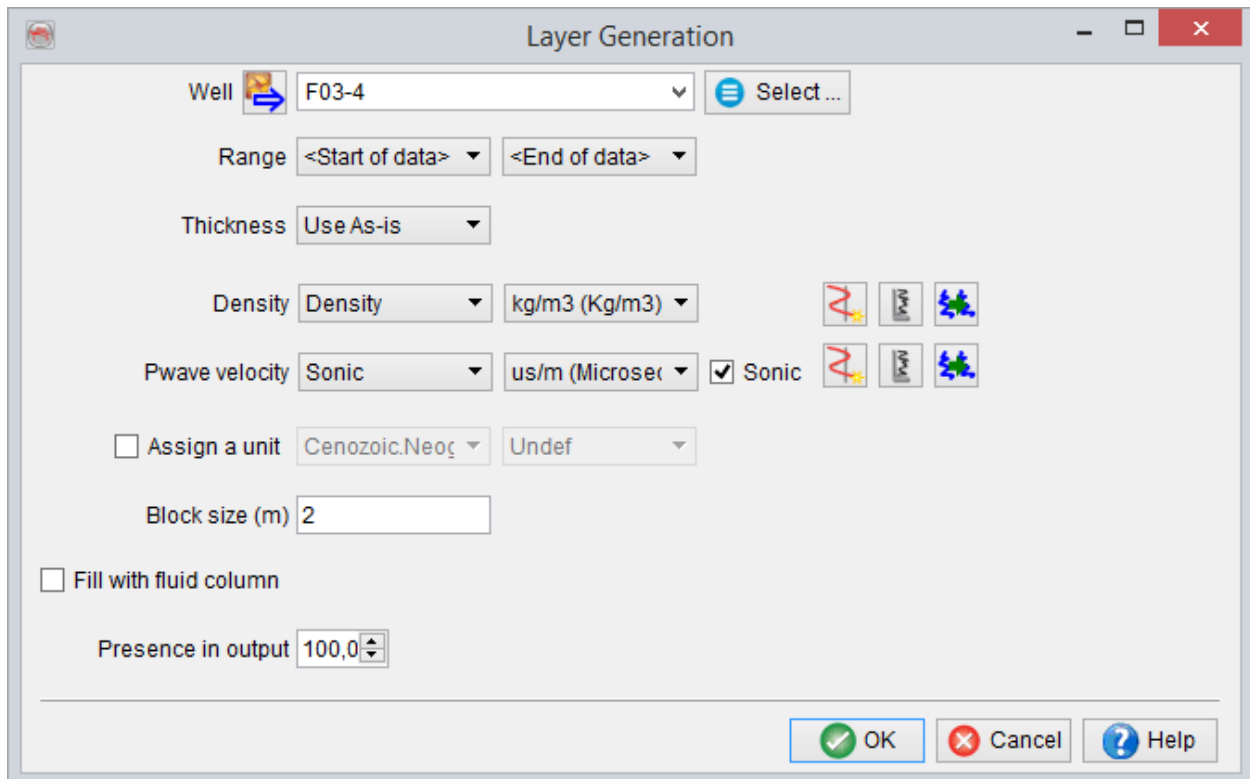 Layer Generation
Well F03-4 Select ...
Range <Start of data> <End of data>
Thickness Use As-is
Density Density kg/m3 (Kg/m3)
Pwave velocity Sonic us/m (Microsec Sonic
Assign a unit Cenozoic.Neog Undef
Block size (m) 2
Fill with fluid column
Presence in output 100,0
OK Cancel Help